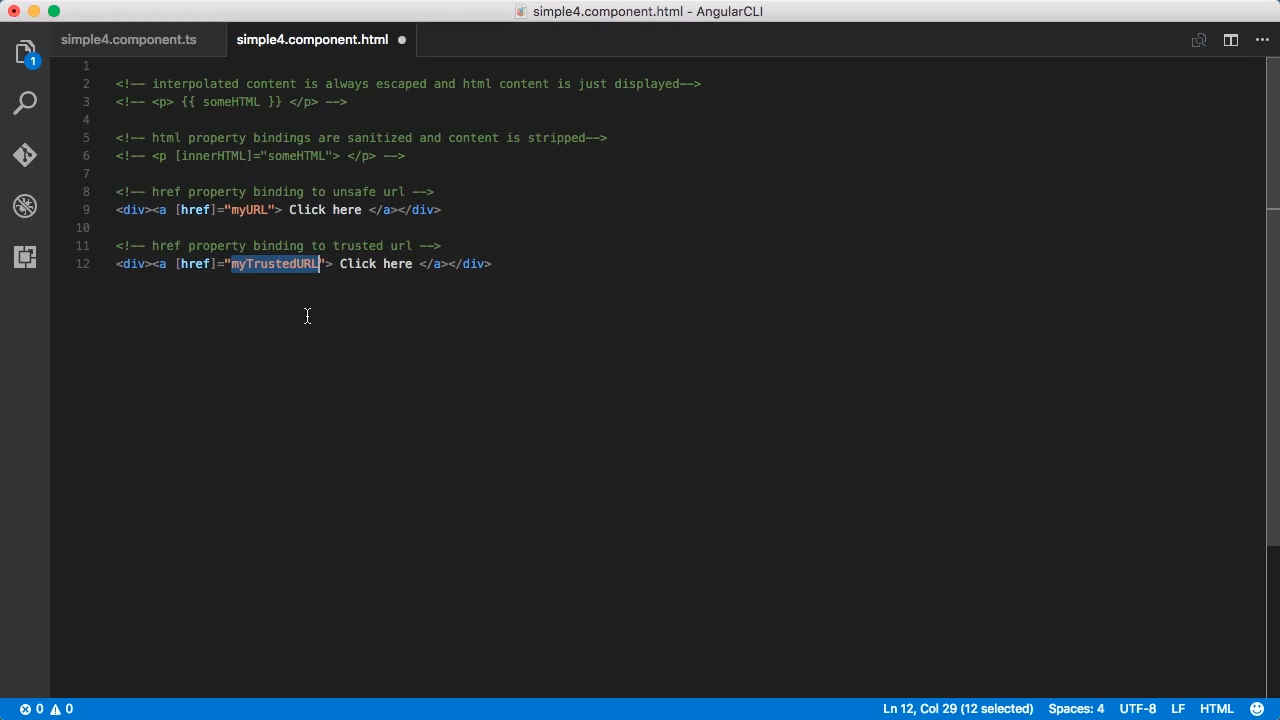 simple4.component.html - AngularCLI
simple4.component.ts
simple4.component.html
1
1
2 <!-- interpolated content is always escaped and html content is just displayed-->
3 <!-- <p> {{ someHTML }} </p> -->
4
5 <!-- html property bindings are sanitized and content is stripped-->
6 <!-- <p [innerHTML]="someHTML"> </p> -->
7
8 <!-- href property binding to unsafe url -->
9 <div><a [href]="myURL"> Click here </a></div>
10
11 <!-- href property binding to trusted url -->
12 <div><a [href]="myTrustedURL"> Click here </a></div>
0 0 Ln 12, Col 29 (12 selected) Spaces: 4 UTF-8 LF HTML